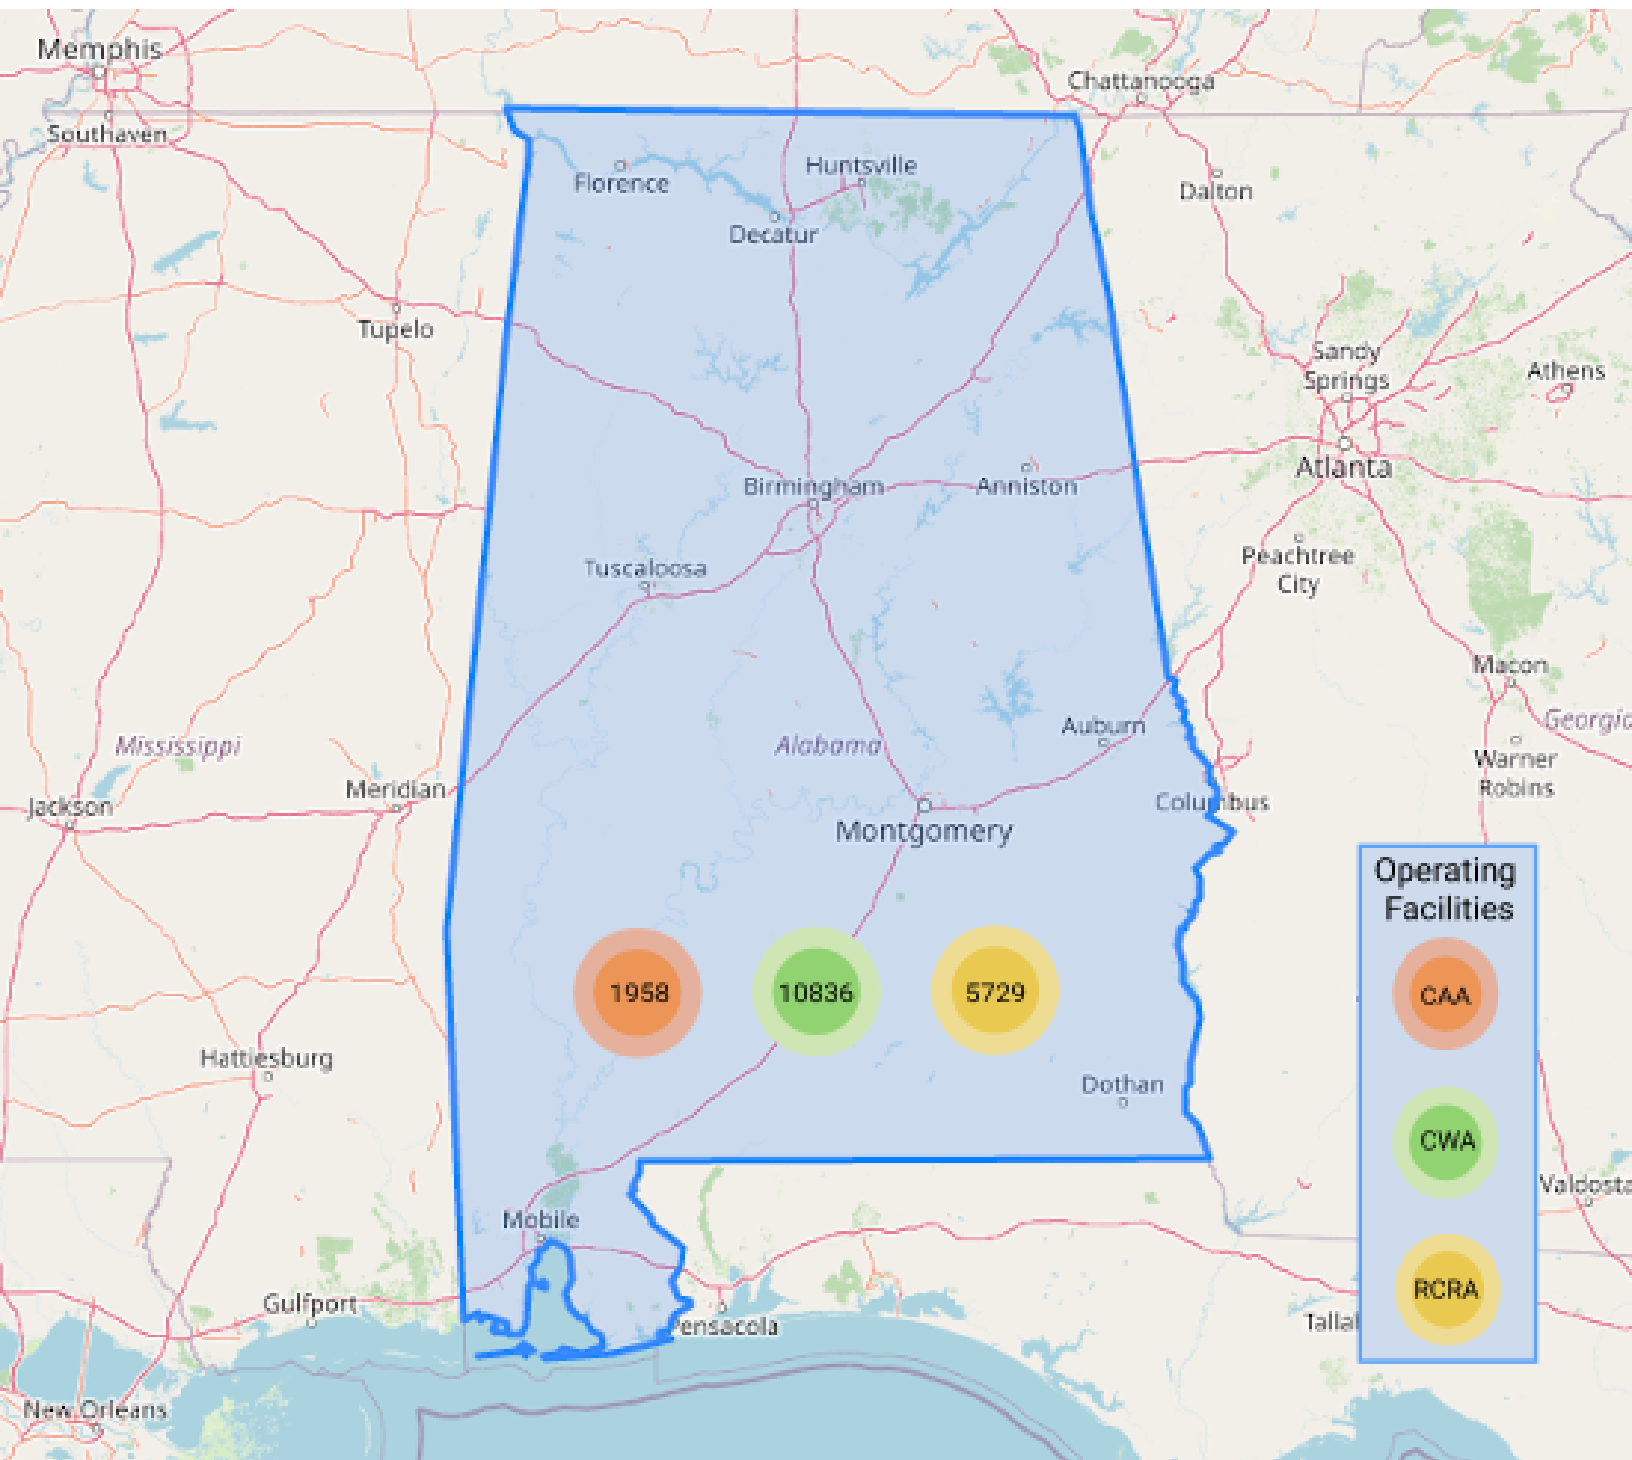 Memphis
Chattanooga
Southaven
Huntsville
Florence
Dalton
Decatur
Tupelo
Sandy
Springs
Athens
Atlanta
Birmingham
Anniston
Peachtree
City
Tuscaloosa
Macon
Georgia
Auburn
Mississippi
Alabama
Warner
Robins
Meridian
Jackson
Columbus
Montgomery
Operating
Facilities
1958
10836
5729
CAA
Hattiesburg
Dothan
CWA
Valdosta
Mobile
RCRA
Gulfport
Pensacola
Tallal
New Orleans